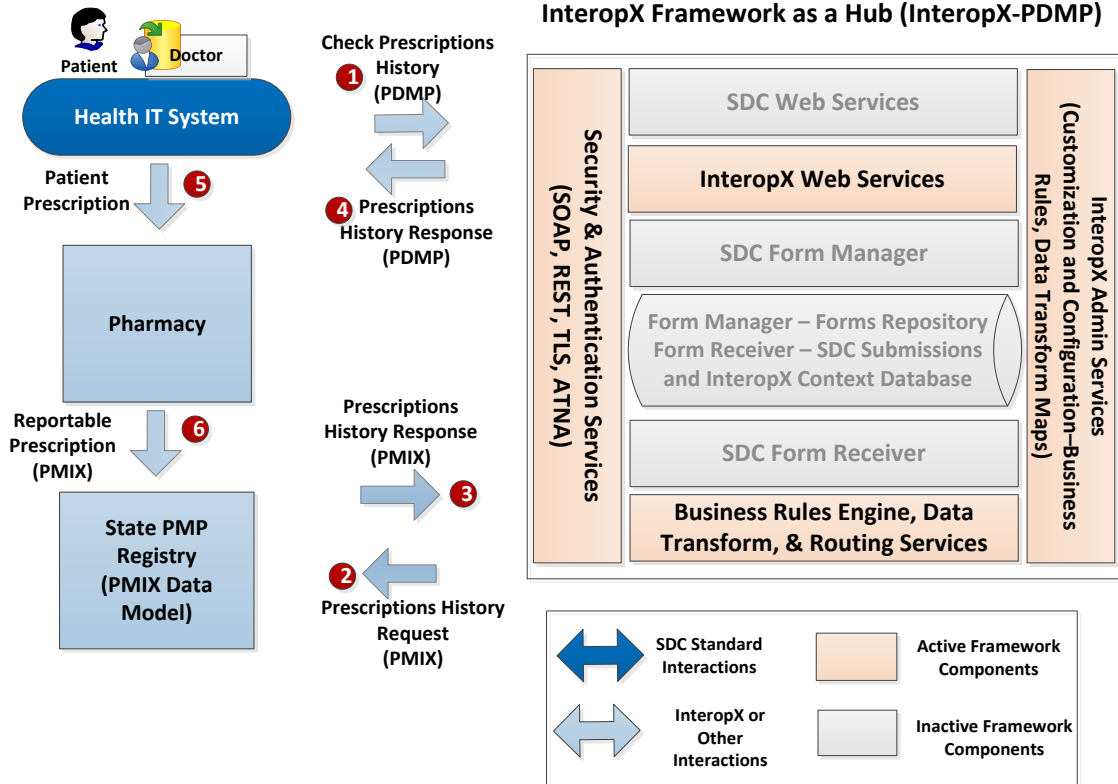 InteropX Framework as a Hub (InteropX-PDMP)
Patient
Doctor
Health IT System
Check Prescriptions
History
(PDMP)
1
4
Prescriptions
History Response
(PDMP)
Patient
Prescription
5
Pharmacy
Reportable
Prescription
(PMIX)
6
State PMP
Registry
(PMIX Data
Model)
Prescriptions
History Response
(PMIX)
3
2
Prescriptions History
Request
(PMIX)
Security & Authentication Services
(SOAP, REST, TLS, ATNA)
SDC Web Services
InteropX Web Services
SDC Form Manager
Form Manager – Forms Repository
Form Receiver – SDC Submissions
and InteropX Context Database
SDC Form Receiver
Business Rules Engine, Data
Transform, & Routing Services
InteropX Admin Services
(Customization and Configuration–Business
Rules, Data Transform Maps)
SDC Standard
Interactions
Active Framework
Components
InteropX or
Other
Interactions
Inactive Framework
Components